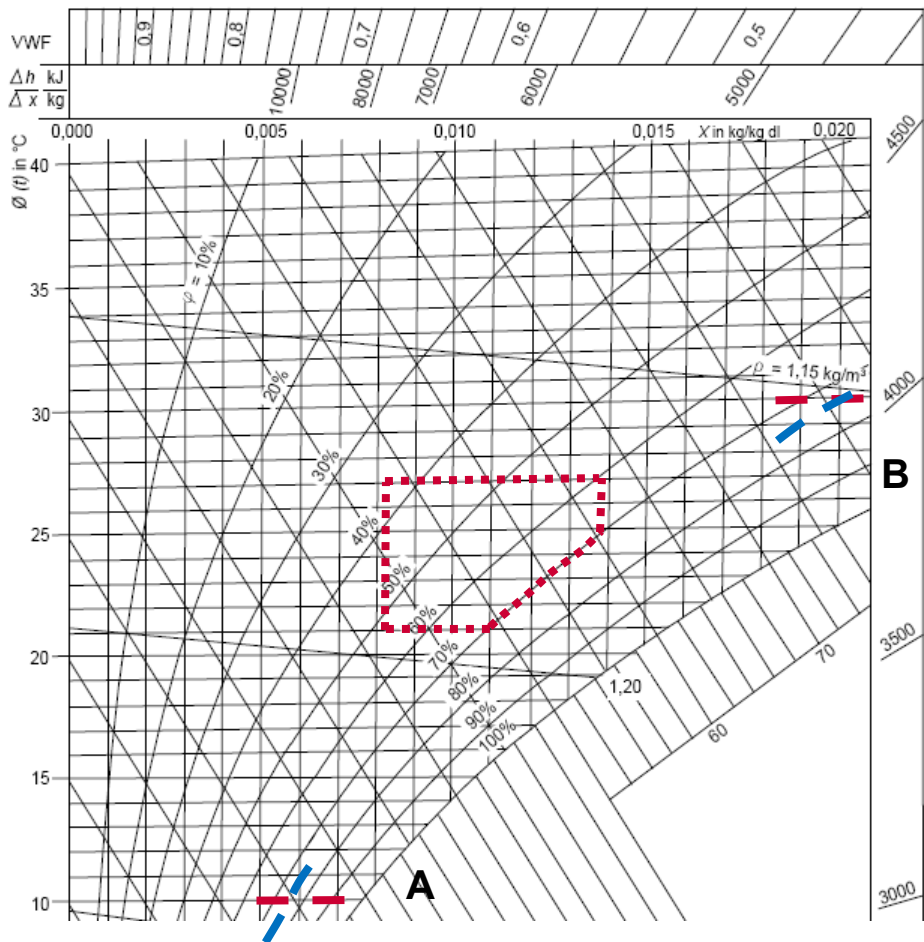 VWF 0,9 0,8 0,7 0,6 0,5
Δh kJ
Δx kg
10000 8000 7000 6000 5000
4500
0,000 0,005 0,010 0,015 X in kg/kg dl 0,020
Ø (t) in °C
40
φ = 10%
35
ρ = 1,15 kg/m³
20%
4000
30
30%
B
40%
25
50%
60%
70%
20
80%
1,20
3500
70
90%
100%
60
15
A
10
3000